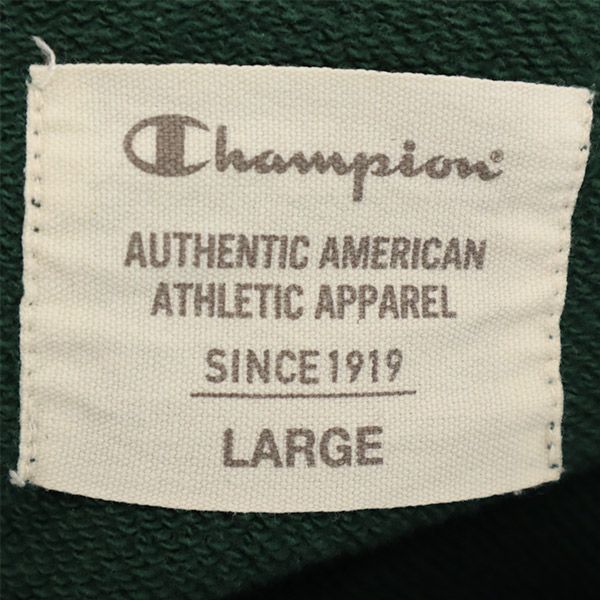 Champion
AUTHENTIC AMERICAN
ATHLETIC APPAREL
SINCE 1919
LARGE